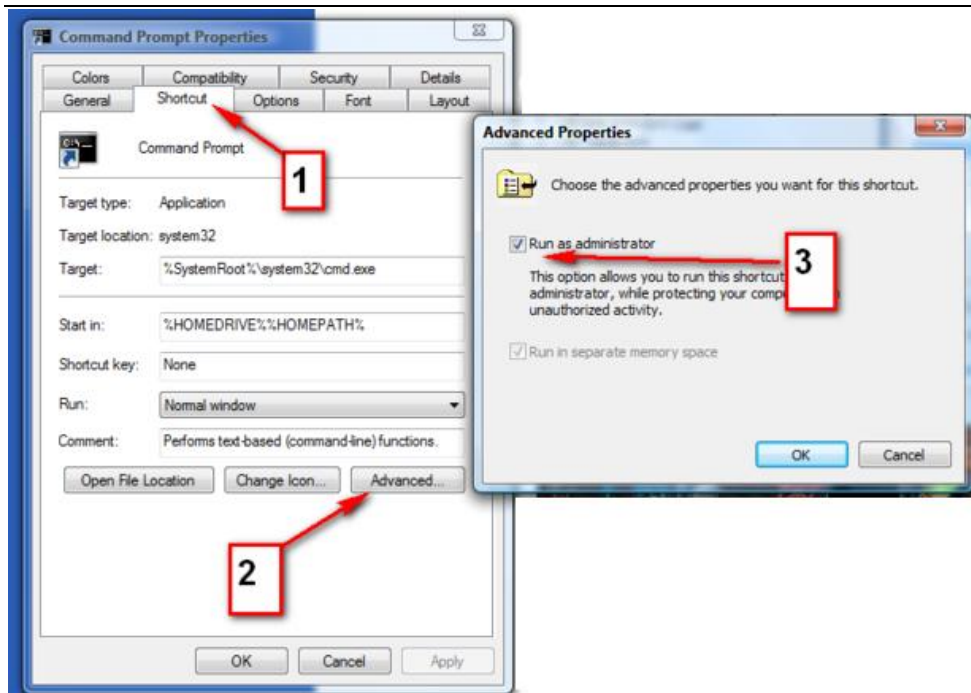 Command Prompt Properties
Colors Compatibility Security Details
General Shortcut Options Font Layout
Command Prompt
1
Target type: Application
Target location: system32
Target: %SystemRoot%\system32\cmd.exe
Start in: %HOMEDRIVE%%HOMEPATH%
Shortcut key: None
Run: Normal window
Comment: Performs text-based (command-line) functions.
Open File Location Change Icon... Advanced...
2
OK Cancel Apply
Advanced Properties
Choose the advanced properties you want for this shortcut.
Run as administrator
3
This option allows you to run this shortcut
administrator, while protecting your
unauthorized activity.
Run in separate memory space
OK Cancel